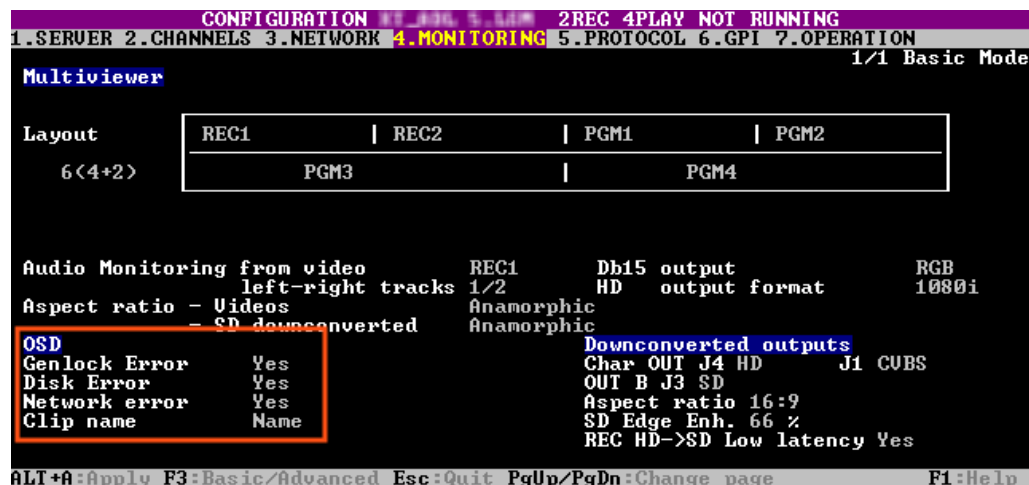 CONFIGURATION 2REC 4PLAY NOT RUNNING
1.SERVER 2.CHANNELS 3.NETWORK 4.MONITORING 5.PROTOCOL 6.GPI 7.OPERATION
1/1 Basic Mode
Multiviewer
Layout REC1 | REC2 | PGM1 | PGM2
6(4+2) PGM3 | PGM4
Audio Monitoring from video REC1 Db15 output RGB
left-right tracks 1/2 HD output format 1080i
Aspect ratio - Videos Anamorphic
- SD downconverted Anamorphic
OSD Downconverted outputs
Genlock Error Yes Char OUT J4 HD J1 CVBS
Disk Error Yes OUT B J3 SD
Network error Yes Aspect ratio 16:9
Clip name Name SD Edge Enh. 66 %
REC HD->SD Low latency Yes
ALT+A:Apply F3:Basic/Advanced Esc:Quit PgUp/PgDn:Change page F1:Help